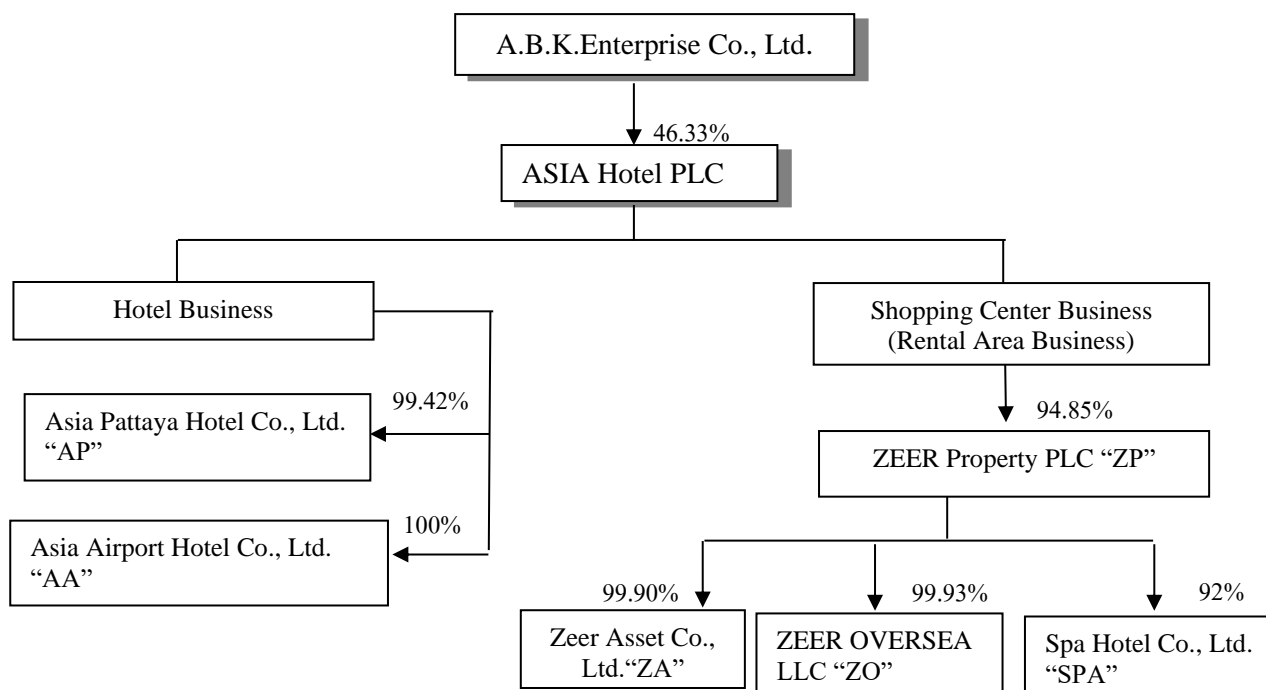 A.B.K.Enterprise Co., Ltd.
46.33%
ASIA Hotel PLC
Hotel Business
Shopping Center Business
(Rental Area Business)
99.42%
Asia Pattaya Hotel Co., Ltd.
“AP”
94.85%
ZEER Property PLC “ZP”
100%
Asia Airport Hotel Co., Ltd.
“AA”
99.90%
99.93%
92%
Zeer Asset Co.,
Ltd.“ZA”
ZEER OVERSEA
LLC “ZO”
Spa Hotel Co., Ltd.
“SPA”